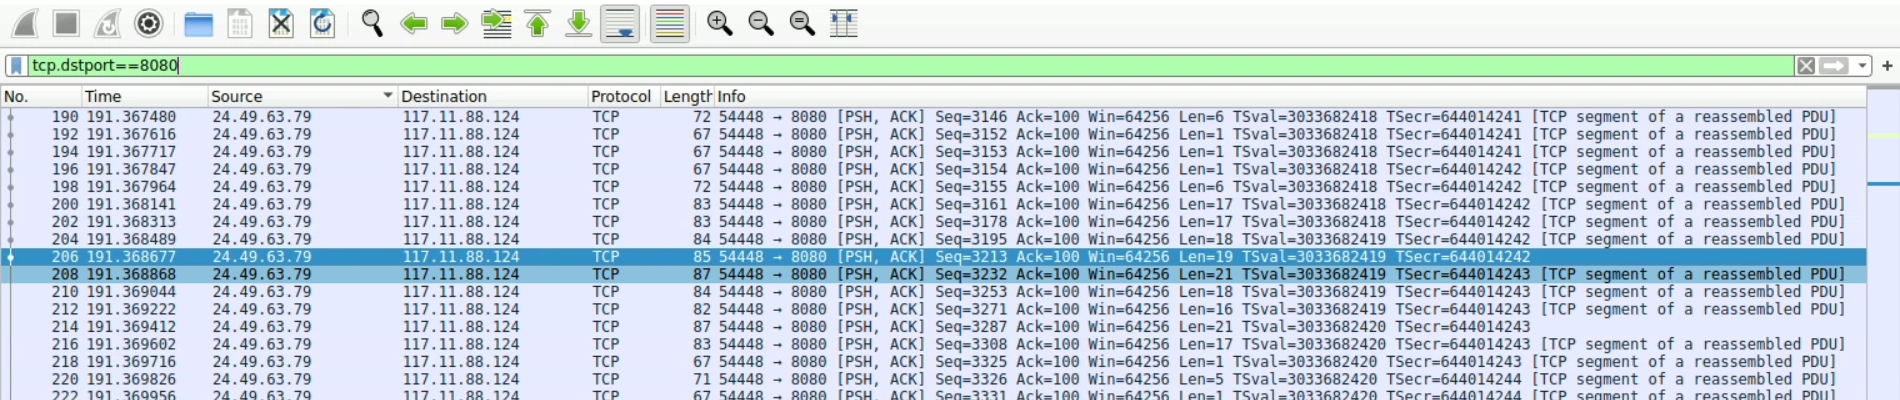 tcp.dstport==8080
No. Time Source Destination Protocol Length Info
190 191.367480 24.49.63.79 117.11.88.124 TCP 72 54448 → 8080 [PSH, ACK] Seq=3146 Ack=100 Win=64256 Len=6 TSval=3033682418 TSecr=644014241 [TCP segment of a reassembled PDU]
192 191.367616 24.49.63.79 117.11.88.124 TCP 67 54448 → 8080 [PSH, ACK] Seq=3152 Ack=100 Win=64256 Len=1 TSval=3033682418 TSecr=644014241 [TCP segment of a reassembled PDU]
194 191.367717 24.49.63.79 117.11.88.124 TCP 67 54448 → 8080 [PSH, ACK] Seq=3153 Ack=100 Win=64256 Len=1 TSval=3033682418 TSecr=644014241 [TCP segment of a reassembled PDU]
196 191.367847 24.49.63.79 117.11.88.124 TCP 67 54448 → 8080 [PSH, ACK] Seq=3154 Ack=100 Win=64256 Len=1 TSval=3033682418 TSecr=644014242 [TCP segment of a reassembled PDU]
198 191.367964 24.49.63.79 117.11.88.124 TCP 72 54448 → 8080 [PSH, ACK] Seq=3155 Ack=100 Win=64256 Len=6 TSval=3033682418 TSecr=644014242 [TCP segment of a reassembled PDU]
200 191.368141 24.49.63.79 117.11.88.124 TCP 83 54448 → 8080 [PSH, ACK] Seq=3161 Ack=100 Win=64256 Len=17 TSval=3033682418 TSecr=644014242 [TCP segment of a reassembled PDU]
202 191.368313 24.49.63.79 117.11.88.124 TCP 83 54448 → 8080 [PSH, ACK] Seq=3178 Ack=100 Win=64256 Len=17 TSval=3033682418 TSecr=644014242 [TCP segment of a reassembled PDU]
204 191.368489 24.49.63.79 117.11.88.124 TCP 84 54448 → 8080 [PSH, ACK] Seq=3195 Ack=100 Win=64256 Len=18 TSval=3033682419 TSecr=644014242 [TCP segment of a reassembled PDU]
206 191.368677 24.49.63.79 117.11.88.124 TCP 85 54448 → 8080 [PSH, ACK] Seq=3213 Ack=100 Win=64256 Len=19 TSval=3033682419 TSecr=644014242
208 191.368868 24.49.63.79 117.11.88.124 TCP 87 54448 → 8080 [PSH, ACK] Seq=3232 Ack=100 Win=64256 Len=21 TSval=3033682419 TSecr=644014243 [TCP segment of a reassembled PDU]
210 191.369044 24.49.63.79 117.11.88.124 TCP 84 54448 → 8080 [PSH, ACK] Seq=3253 Ack=100 Win=64256 Len=18 TSval=3033682419 TSecr=644014243 [TCP segment of a reassembled PDU]
212 191.369222 24.49.63.79 117.11.88.124 TCP 82 54448 → 8080 [PSH, ACK] Seq=3271 Ack=100 Win=64256 Len=16 TSval=3033682419 TSecr=644014243 [TCP segment of a reassembled PDU]
214 191.369412 24.49.63.79 117.11.88.124 TCP 87 54448 → 8080 [PSH, ACK] Seq=3287 Ack=100 Win=64256 Len=21 TSval=3033682420 TSecr=644014243
216 191.369602 24.49.63.79 117.11.88.124 TCP 83 54448 → 8080 [PSH, ACK] Seq=3308 Ack=100 Win=64256 Len=17 TSval=3033682420 TSecr=644014243 [TCP segment of a reassembled PDU]
218 191.369716 24.49.63.79 117.11.88.124 TCP 67 54448 → 8080 [PSH, ACK] Seq=3325 Ack=100 Win=64256 Len=1 TSval=3033682420 TSecr=644014243 [TCP segment of a reassembled PDU]
220 191.369826 24.49.63.79 117.11.88.124 TCP 71 54448 → 8080 [PSH, ACK] Seq=3326 Ack=100 Win=64256 Len=5 TSval=3033682420 TSecr=644014244 [TCP segment of a reassembled PDU]
222 191.369956 24.49.63.79 117.11.88.124 TCP 67 54448 → 8080 [PSH, ACK] Seq=3331 Ack=100 Win=64256 Len=1 TSval=3033682420 TSecr=644014244 [TCP segment of a reassembled PDU]